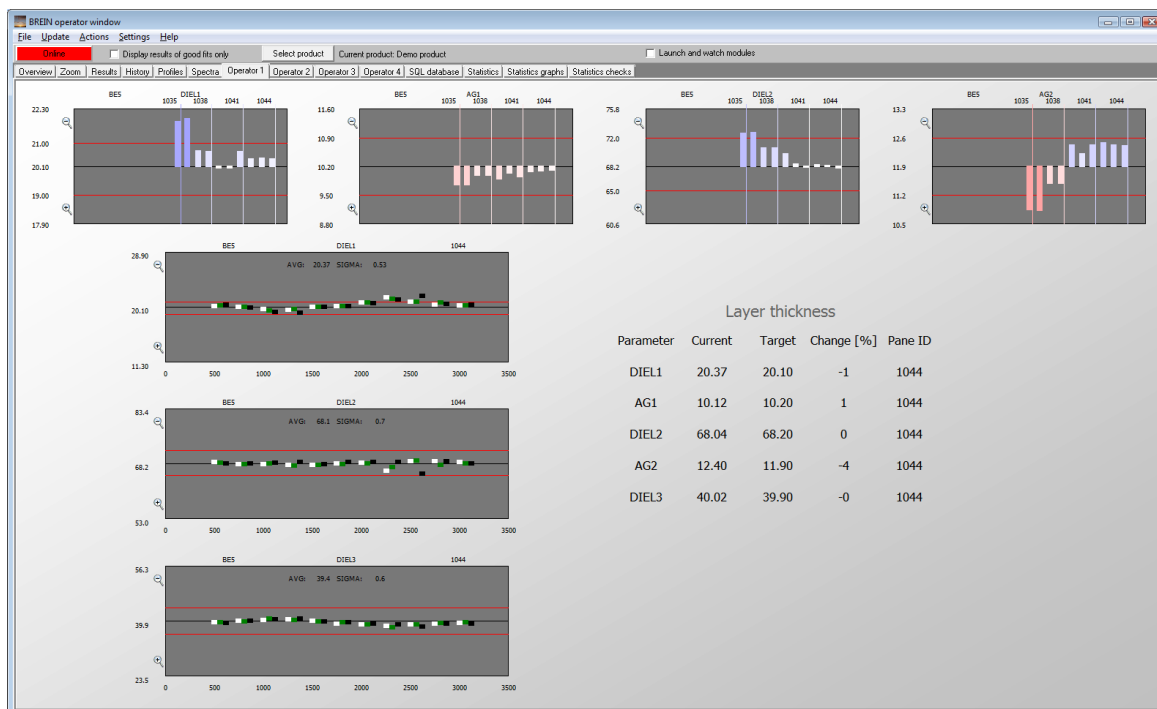 BREIN operator window
File Update Actions Settings Help
Online Display results of good fits only Select product Current product: Demo product Launch and watch modules
Overview Zoom Results History Profiles Spectra Operator 1 Operator 2 Operator 3 Operator 4 SQL database Statistics Statistics graphs Statistics checks
BE5 DIEL1
1035 1038 1041 1044
22.30
21.00
20.10
19.00
17.90
BE5 AG1
1035 1038 1041 1044
11.60
10.90
10.20
9.50
8.80
BE5 DIEL2
1035 1038 1041 1044
75.8
72.0
68.2
65.0
60.6
BE5 AG2
1035 1038 1041 1044
13.3
12.6
11.9
11.2
10.5
BE5 DIEL1 1044
AVG: 20.37 SIGMA: 0.53
28.90
20.10
11.30
0 500 1000 1500 2000 2500 3000 3500
BE5 DIEL2 1044
AVG: 68.1 SIGMA: 0.7
83.4
68.2
53.0
0 500 1000 1500 2000 2500 3000 3500
BE5 DIEL3 1044
AVG: 39.4 SIGMA: 0.6
56.3
39.9
23.5
0 500 1000 1500 2000 2500 3000 3500
Layer thickness
Parameter Current Target Change [%] Pane ID
DIEL1 20.37 20.10 -1 1044
AG1 10.12 10.20 1 1044
DIEL2 68.04 68.20 0 1044
AG2 12.40 11.90 -4 1044
DIEL3 40.02 39.90 -0 1044